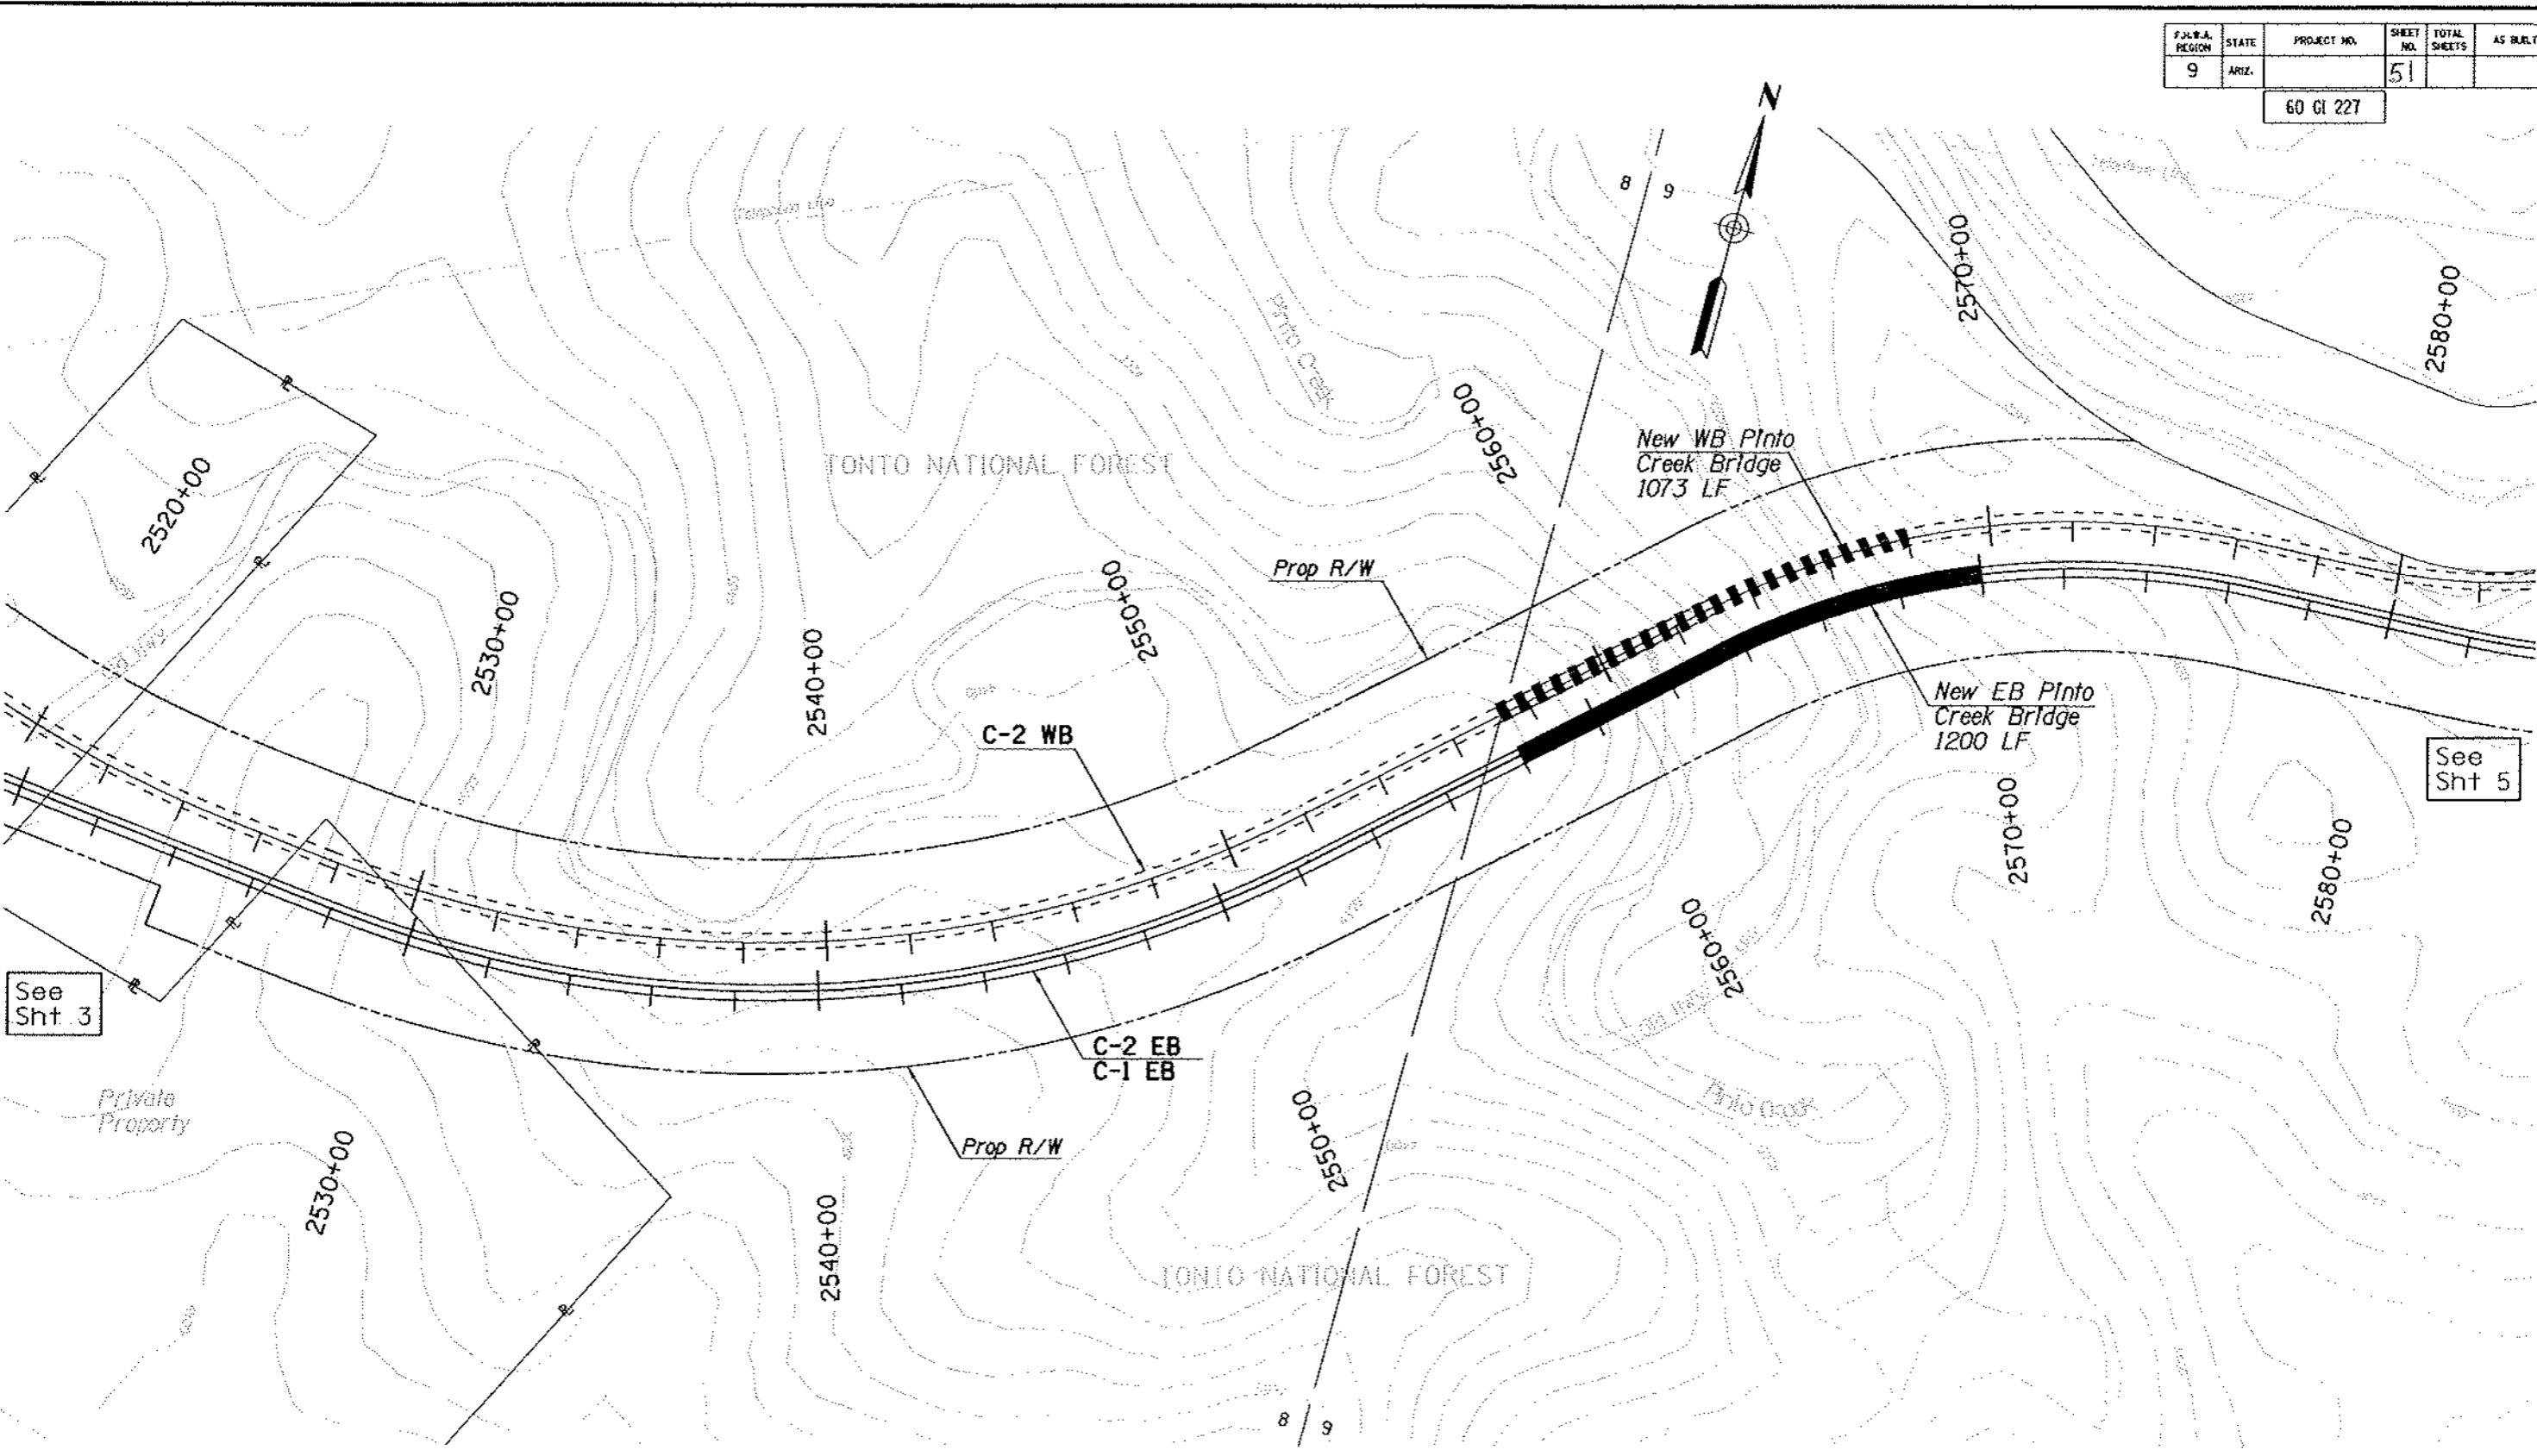 F.H.W.A. REGION STATE PROJECT NO. SHEET NO. TOTAL SHEETS AS BUILT
9 ARIZ. 51
60 GI 227
N
8 9
2570+00
2580+00
Pinto Creek
2560+00
New WB Pinto
Creek Bridge
1073 LF
TONTO NATIONAL FOREST
2520+00
Prop R/W
2550+00
2530+00
2540+00
New EB Pinto
Creek Bridge
1200 LF
C-2 WB
See
Sht 5
2570+00
2580+00
2560+00
See
Sht 3
C-2 EB
C-1 EB
Private
Property
Pinto Creek
Prop R/W
2550+00
2530+00
2540+00
TONTO NATIONAL FOREST
8 9